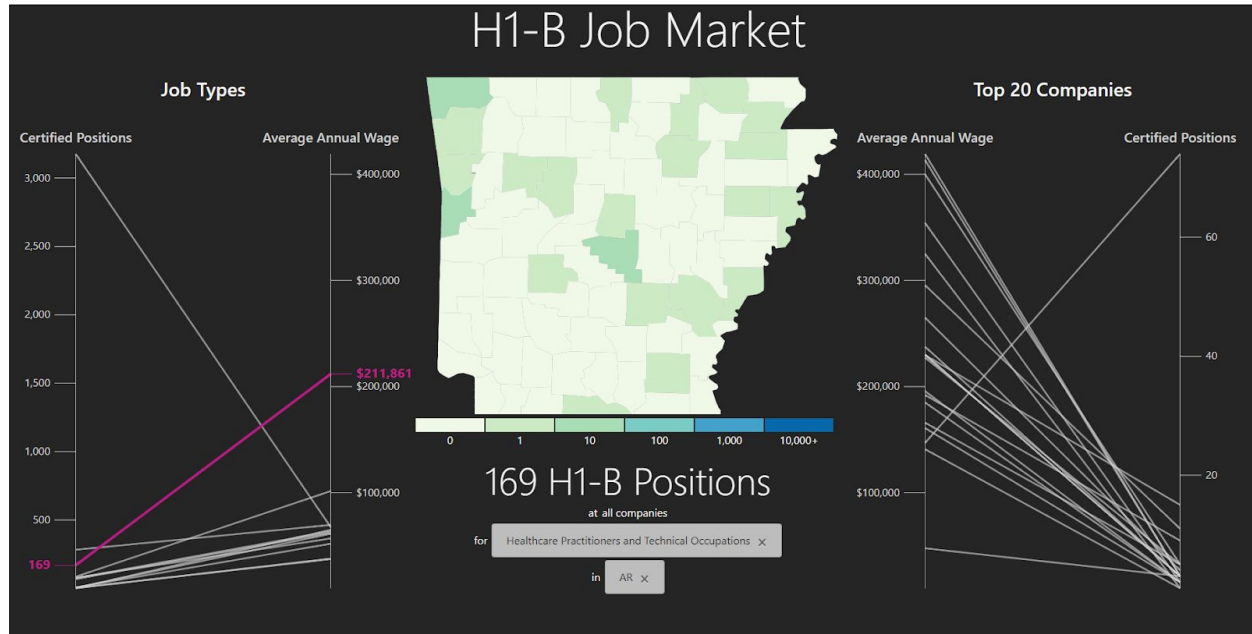 H1-B Job Market
Job Types
Certified Positions
Average Annual Wage
3,000
2,500
2,000
1,500
1,000
500
169
$400,000
$300,000
$211,861
$200,000
$100,000
0
1
10
100
1,000
10,000+
169 H1-B Positions
at all companies
for Healthcare Practitioners and Technical Occupations ×
in AR ×
Top 20 Companies
Average Annual Wage
Certified Positions
$400,000
$300,000
$200,000
$100,000
60
40
20